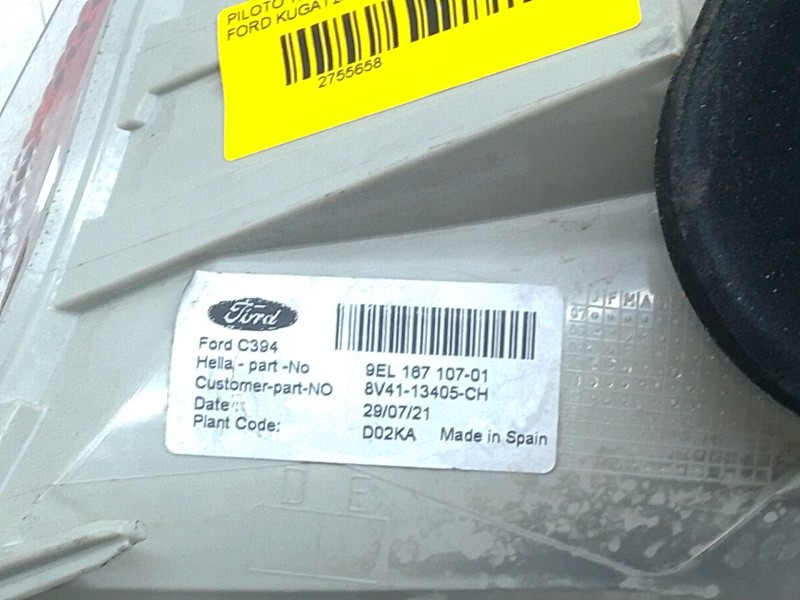 PILOTO
FORD KUGA
2755658
Ford
Ford C394
Hella - part -No 9EL 167 107-01
Customer-part-NO 8V41-13405-CH
Date : 29/07/21
Plant Code: D02KA Made in Spain
J F M A
07
D E